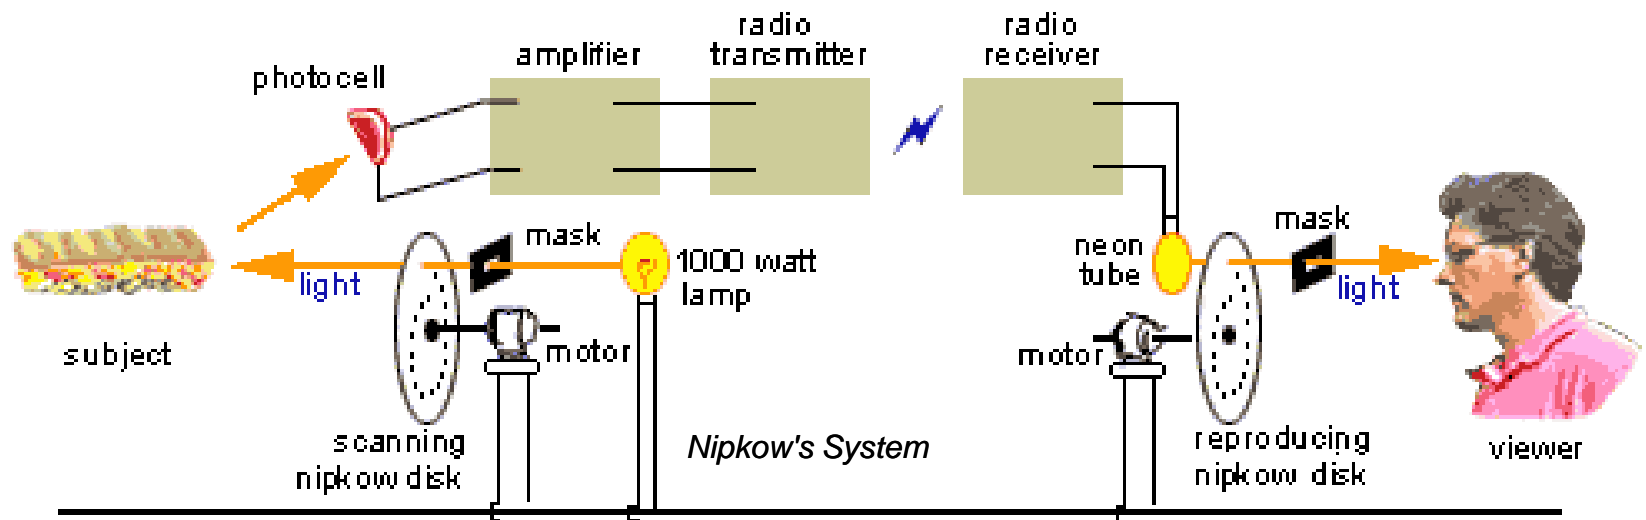 radio
transmitter
radio
receiver
amplifier
photocell
mask
1000 watt
lamp
light
subject
motor
scanning
nipkow disk
Nipkow's System
neon
tube
mask
light
motor
reproducing
nipkow disk
viewer